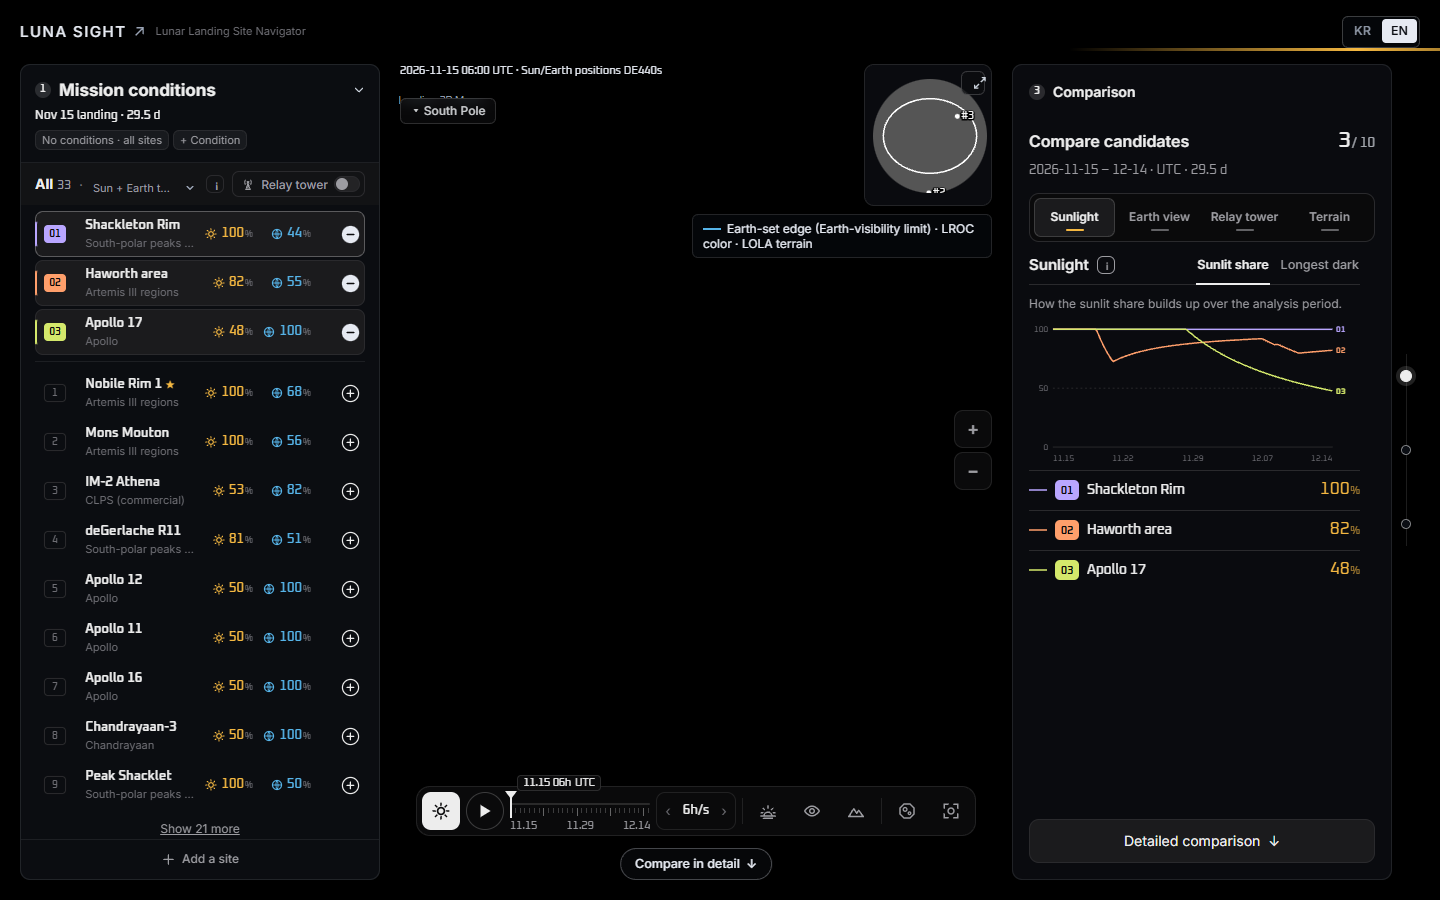 LUNA SIGHT ↗ Lunar Landing Site Navigator
KR EN
1 Mission conditions
Nov 15 landing · 29.5 d
No conditions · all sites + Condition
All 33 · Sun + Earth t... i Relay tower
01 Shackleton Rim 100% 44%
South-polar peaks ...
02 Haworth area 82% 55%
Artemis III regions
03 Apollo 17 48% 100%
Apollo
1 Nobile Rim 1 ★ 100% 68%
Artemis III regions
2 Mons Mouton 100% 56%
Artemis III regions
3 IM-2 Athena 53% 82%
CLPS (commercial)
4 deGerlache R11 81% 51%
South-polar peaks ...
5 Apollo 12 50% 100%
Apollo
6 Apollo 11 50% 100%
Apollo
7 Apollo 16 50% 100%
Apollo
8 Chandrayaan-3 50% 100%
Chandrayaan
9 Peak Shacklet 100% 50%
South-polar peaks ...
Show 21 more
+ Add a site
2026-11-15 06:00 UTC · Sun/Earth positions DE440s
South Pole
#3
#2
Earth-set edge (Earth-visibility limit) · LROC
color · LOLA terrain
+
−
11.15 06h UTC
11.15 11.29 12.14
‹ 6h/s ›
Compare in detail ↓
3 Comparison
Compare candidates 3/ 10
2026-11-15 – 12-14 · UTC · 29.5 d
Sunlight Earth view Relay tower Terrain
Sunlight i Sunlit share Longest dark
How the sunlit share builds up over the analysis period.
100 01
02
50 03
0
11.15 11.22 11.29 12.07 12.14
01 Shackleton Rim 100%
02 Haworth area 82%
03 Apollo 17 48%
Detailed comparison ↓